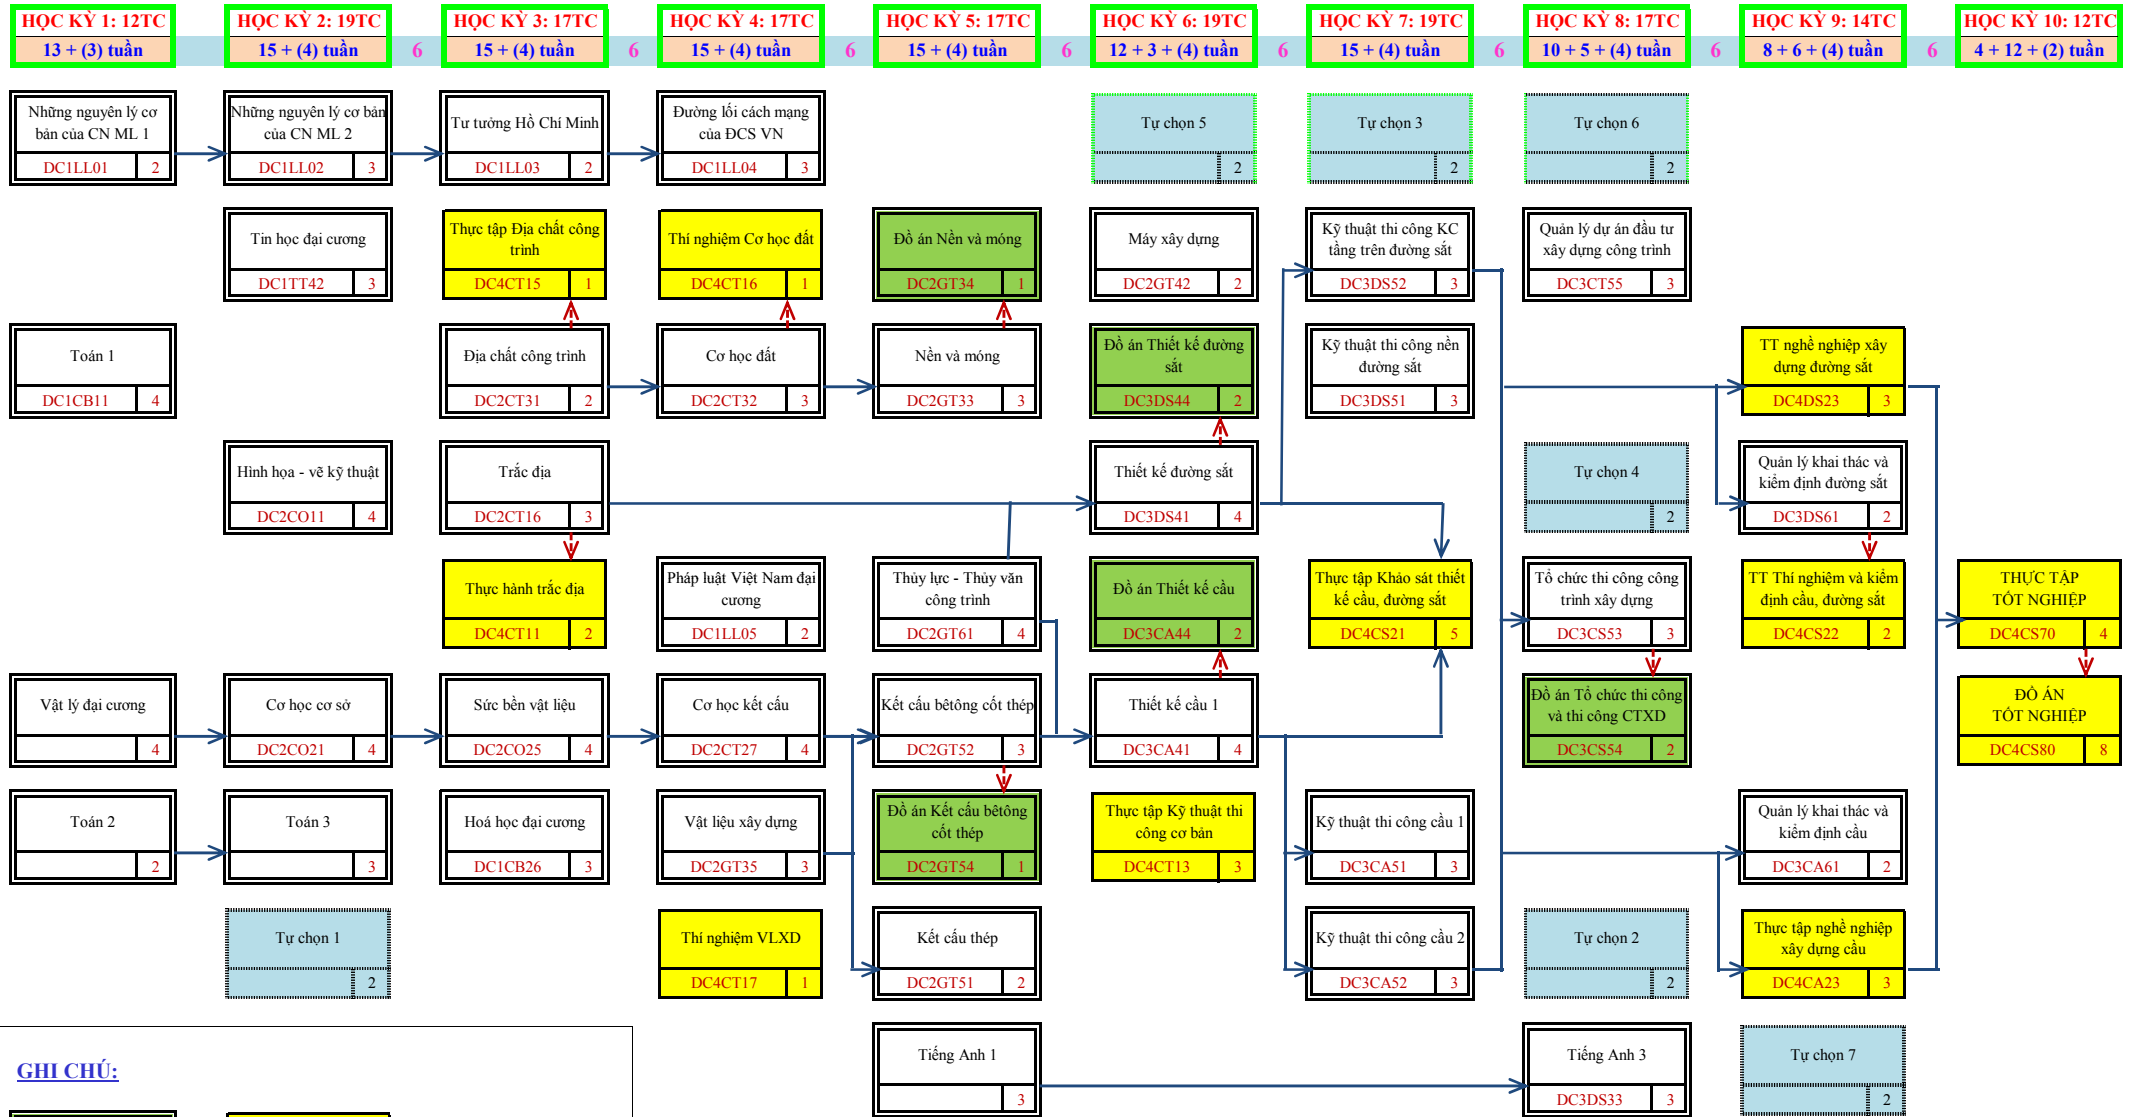 HỌC KỲ 1: 12TC
13 + (3) tuần
HỌC KỲ 2: 19TC
15 + (4) tuần
6
HỌC KỲ 3: 17TC
15 + (4) tuần
6
HỌC KỲ 4: 17TC
15 + (4) tuần
6
HỌC KỲ 5: 17TC
15 + (4) tuần
6
HỌC KỲ 6: 19TC
12 + 3 + (4) tuần
6
HỌC KỲ 7: 19TC
15 + (4) tuần
6
HỌC KỲ 8: 17TC
10 + 5 + (4) tuần
6
HỌC KỲ 9: 14TC
8 + 6 + (4) tuần
6
HỌC KỲ 10: 12TC
4 + 12 + (2) tuần
Những nguyên lý cơ
bản của CN ML 1
DC1LL01 2
Những nguyên lý cơ bản
của CN ML 2
DC1LL02 3
Tư tưởng Hồ Chí Minh
DC1LL03 2
Đường lối cách mạng
của ĐCS VN
DC1LL04 3
Tự chọn 5
2
Tự chọn 3
2
Tự chọn 6
2
Tin học đại cương
DC1TT42 3
Thực tập Địa chất công
trình
DC4CT15 1
Thí nghiệm Cơ học đất
DC4CT16 1
Đồ án Nền và móng
DC2GT34 1
Máy xây dựng
DC2GT42 2
Kỹ thuật thi công KC
tầng trên đường sắt
DC3DS52 3
Quản lý dự án đầu tư
xây dựng công trình
DC3CT55 3
Toán 1
DC1CB11 4
Địa chất công trình
DC2CT31 2
Cơ học đất
DC2CT32 3
Nền và móng
DC2GT33 3
Đồ án Thiết kế đường
sắt
DC3DS44 2
Kỹ thuật thi công nền
đường sắt
DC3DS51 3
TT nghề nghiệp xây
dựng đường sắt
DC4DS23 3
Hình họa - vẽ kỹ thuật
DC2CO11 4
Trắc địa
DC2CT16 3
Thiết kế đường sắt
DC3DS41 4
Tự chọn 4
2
Quản lý khai thác và
kiểm định đường sắt
DC3DS61 2
Thực hành trắc địa
DC4CT11 2
Pháp luật Việt Nam đại
cương
DC1LL05 2
Thủy lực - Thủy văn
công trình
DC2GT61 4
Đồ án Thiết kế cầu
DC3CA44 2
Thực tập Khảo sát thiết
kế cầu, đường sắt
DC4CS21 5
Tổ chức thi công công
trình xây dựng
DC3CS53 3
TT Thí nghiệm và kiểm
định cầu, đường sắt
DC4CS22 2
THỰC TẬP
TỐT NGHIỆP
DC4CS70 4
Vật lý đại cương
4
Cơ học cơ sở
DC2CO21 4
Sức bền vật liệu
DC2CO25 4
Cơ học kết cấu
DC2CT27 4
Kết cấu bêtông cốt thép
DC2GT52 3
Thiết kế cầu 1
DC3CA41 4
Đồ án Tổ chức thi công
và thi công CTXD
DC3CS54 2
ĐỒ ÁN
TỐT NGHIỆP
DC4CS80 8
Toán 2
2
Toán 3
3
Hoá học đại cương
DC1CB26 3
Vật liệu xây dựng
DC2GT35 3
Đồ án Kết cấu bêtông
cốt thép
DC2GT54 1
Thực tập Kỹ thuật thi
công cơ bản
DC4CT13 3
Kỹ thuật thi công cầu 1
DC3CA51 3
Quản lý khai thác và
kiểm định cầu
DC3CA61 2
Tự chọn 1
2
Thí nghiệm VLXD
DC4CT17 1
Kết cấu thép
DC2GT51 2
Kỹ thuật thi công cầu 2
DC3CA52 3
Tự chọn 2
2
Thực tập nghề nghiệp
xây dựng cầu
DC4CA23 3
GHI CHÚ:
Tiếng Anh 1
3
Tiếng Anh 3
DC3DS33 3
Tự chọn 7
2